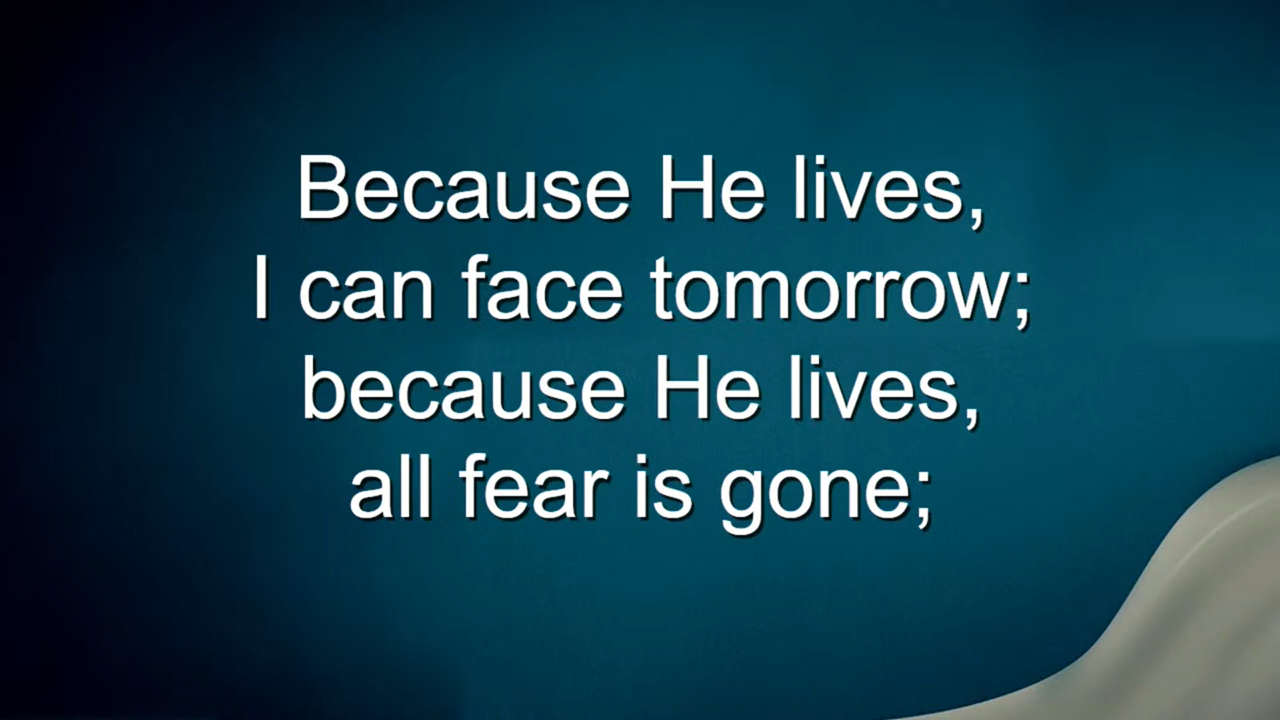 Because He lives,
I can face tomorrow;
because He lives,
all fear is gone;